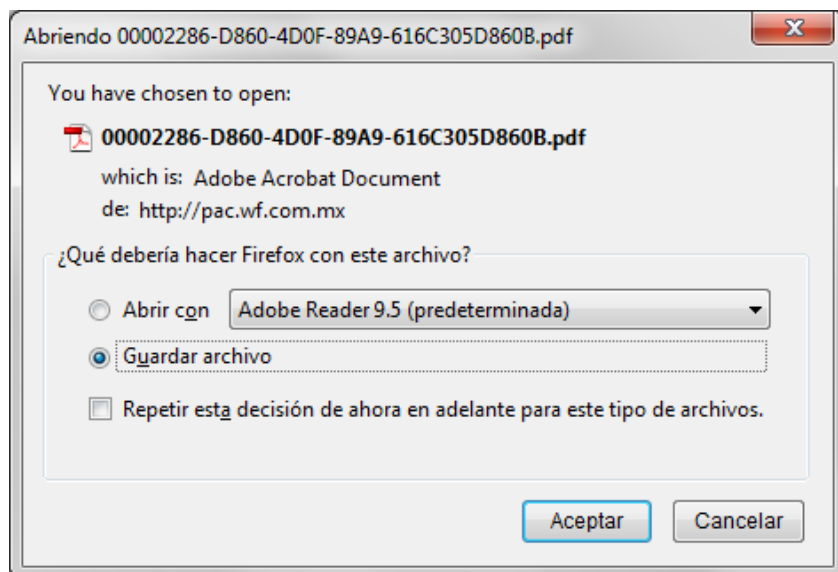 Abriendo 00002286-D860-4D0F-89A9-616C305D860B.pdf
You have chosen to open:
00002286-D860-4D0F-89A9-616C305D860B.pdf
which is: Adobe Acrobat Document
de: http://pac.wf.com.mx
¿Qué debería hacer Firefox con este archivo?
Abrir con Adobe Reader 9.5 (predeterminada)
Guardar archivo
Repetir esta decisión de ahora en adelante para este tipo de archivos.
Aceptar Cancelar